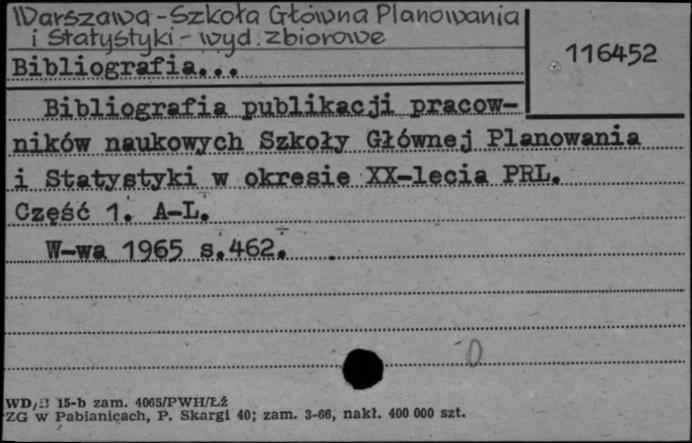 Warszawa - Szkoła Główna Planowania
i Statystyki - wyd. zbiorowe
116452
Bibliografia...
Bibliografia publikacji pracow-
ników naukowych Szkoły Głównej Planowania
i Statystyki w okresie XX-lecia PRL.
Część 1. A-L.
W-wa 1965 s.462.
0
15-b zam. 4065/PWH/Łź
ZG w Pabianicach, P. Skargi 40; zam. 3-66, nakł. 400 000 szt.